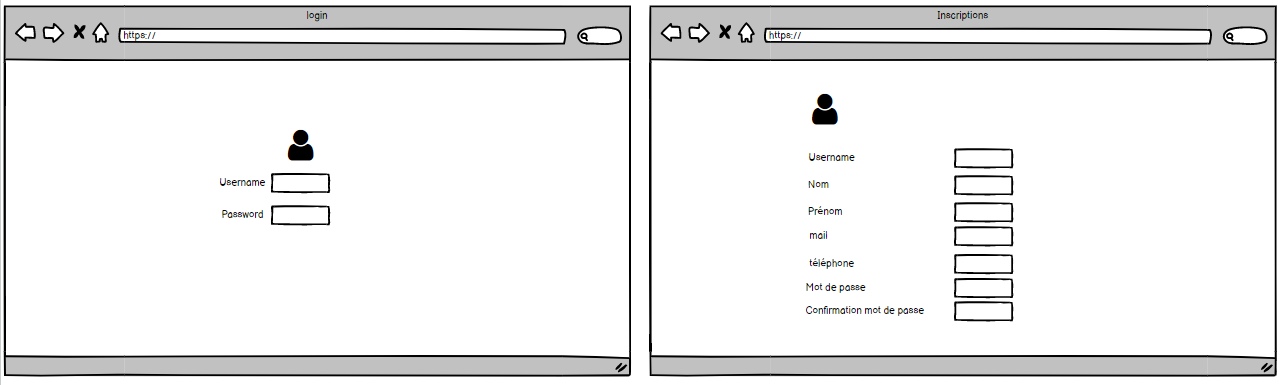 login
https://
Username
Password
Inscriptions
https://
Username
Nom
Prénom
mail
téléphone
Mot de passe
Confirmation mot de passe